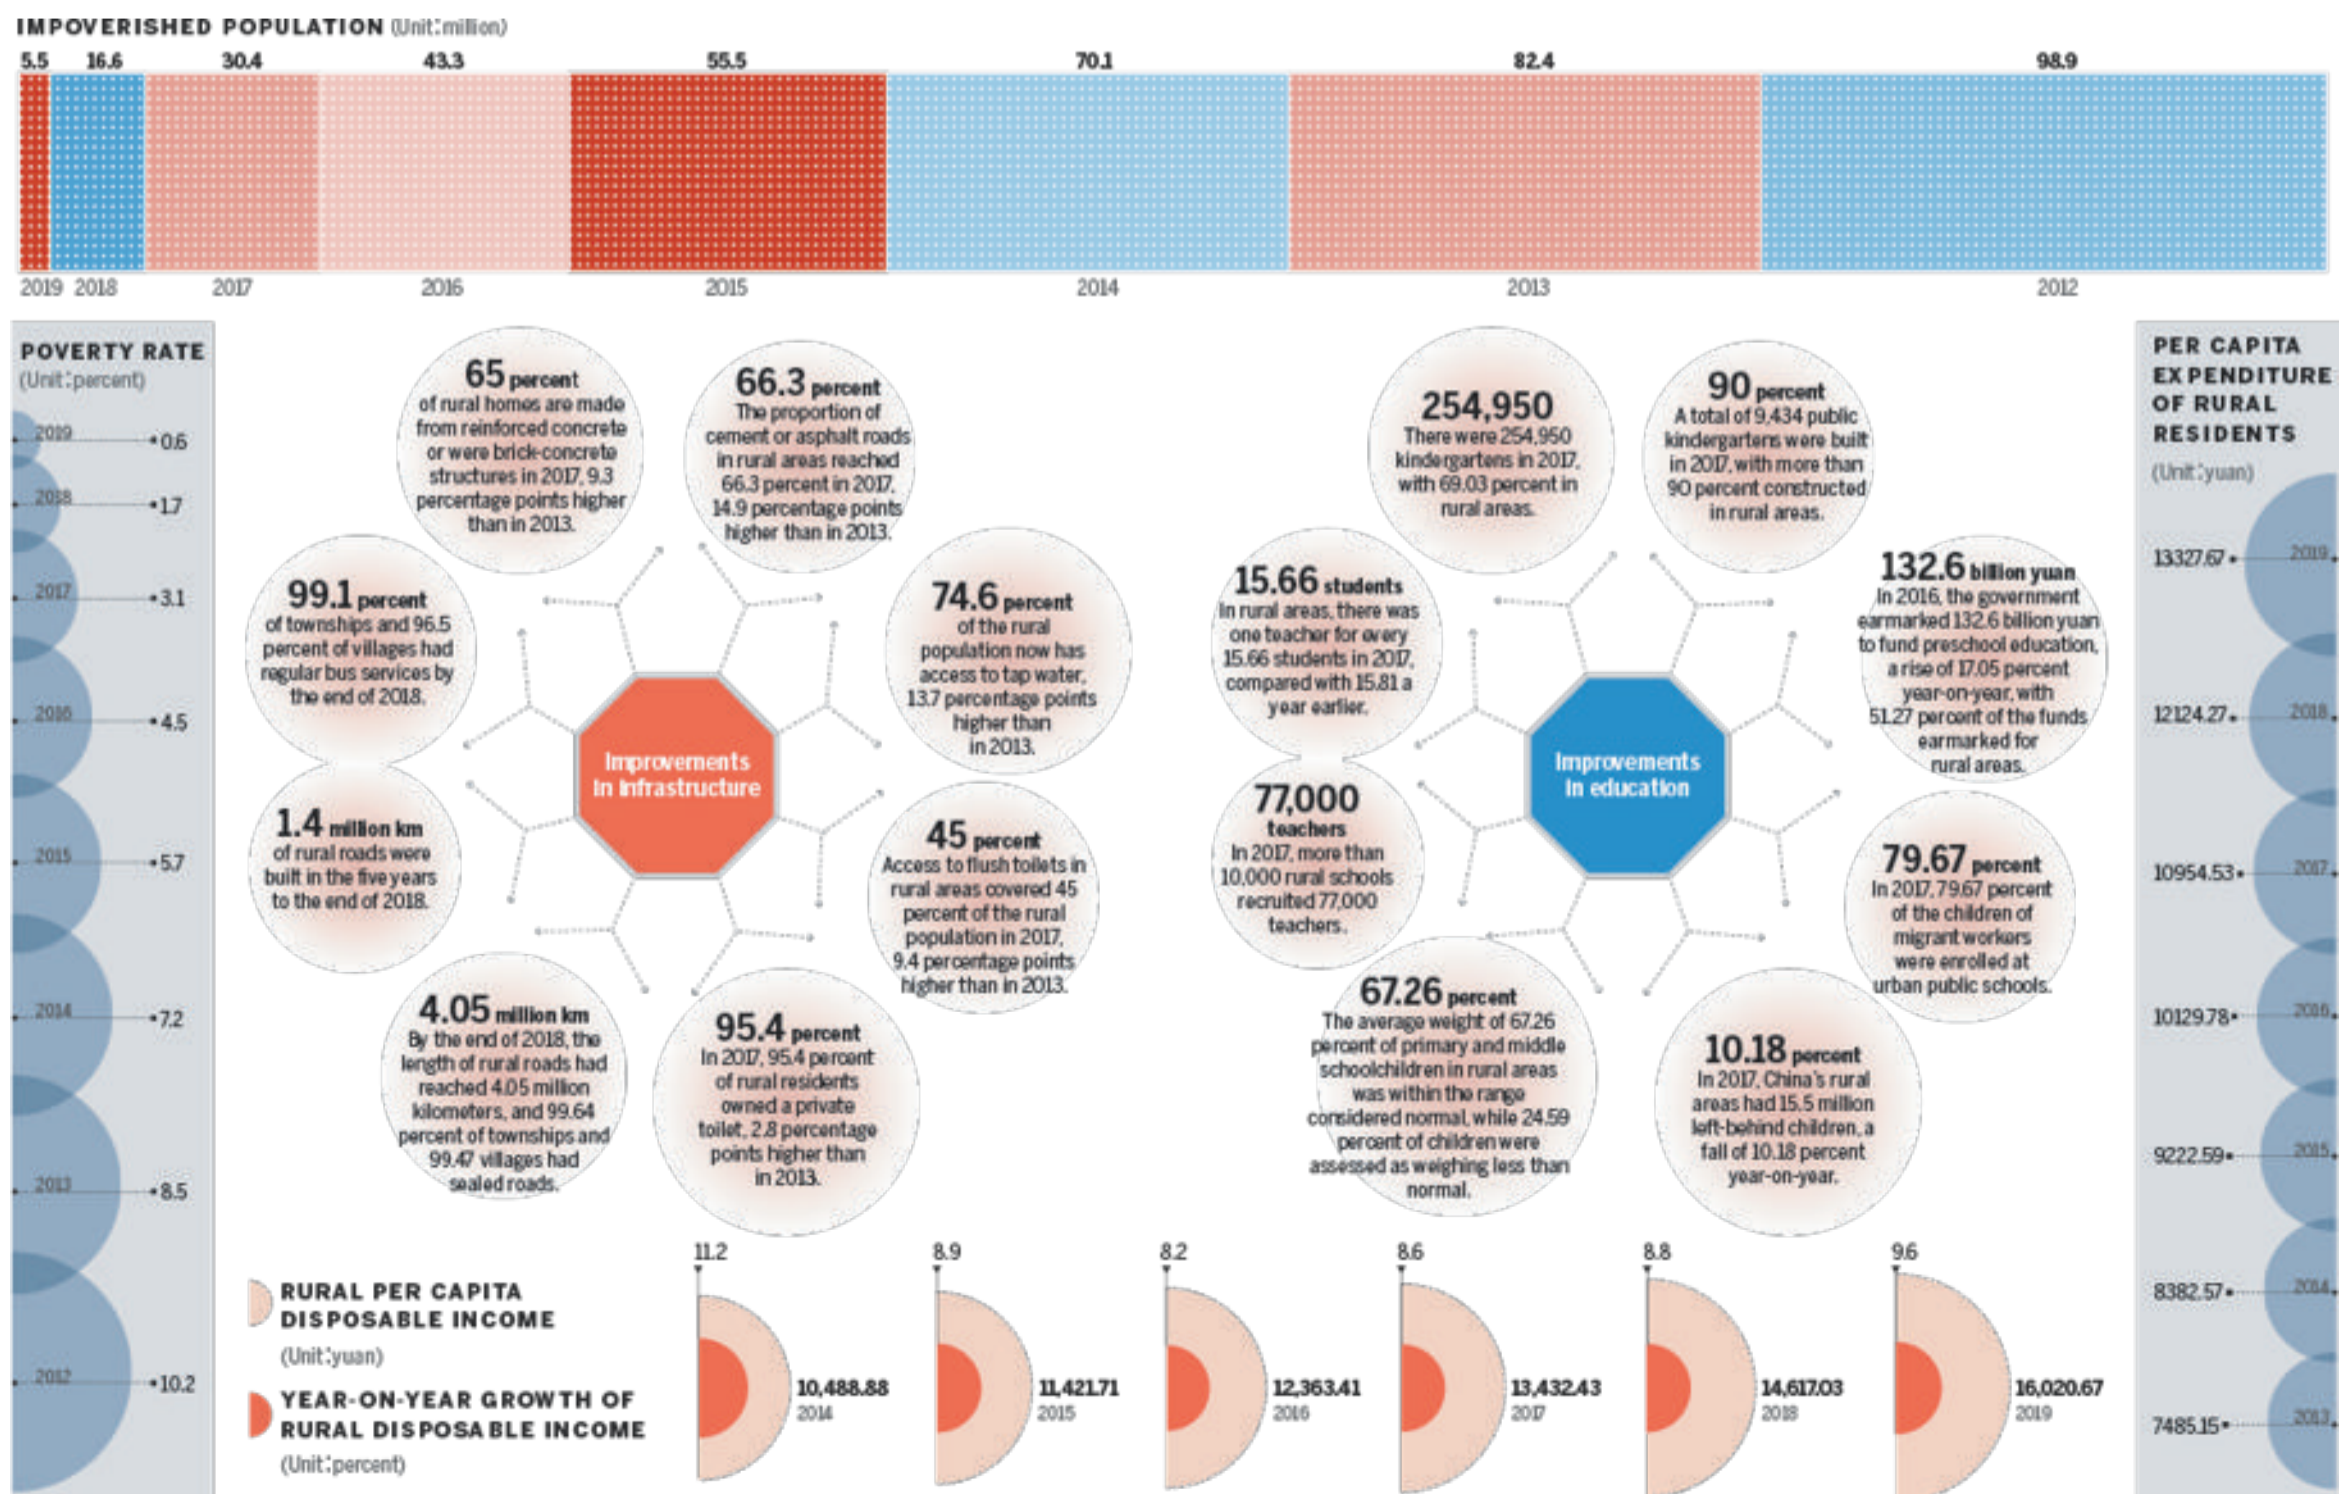 IMPOVERISHED POPULATION (Unit:million)
5.5 16.6 30.4 43.3 55.5 70.1 82.4 98.9
2019 2018 2017 2016 2015 2014 2013 2012
POVERTY RATE
(Unit:percent)
2019 0.6
2018 1.7
2017 3.1
2016 4.5
2015 5.7
2014 7.2
2013 8.5
2012 10.2
65 percent
of rural homes are made
from reinforced concrete
or were brick-concrete
structures in 2017, 9.3
percentage points higher
than in 2013.
66.3 percent
The proportion of
cement or asphalt roads
in rural areas reached
66.3 percent in 2017,
14.9 percentage points
higher than in 2013.
99.1 percent
of townships and 96.5
percent of villages had
regular bus services by
the end of 2018.
74.6 percent
of the rural
population now has
access to tap water,
13.7 percentage points
higher than
in 2013.
Improvements
in infrastructure
1.4 million km
of rural roads were
built in the five years
to the end of 2018.
45 percent
Access to flush toilets in
rural areas covered 45
percent of the rural
population in 2017,
9.4 percentage points
higher than in 2013.
4.05 million km
By the end of 2018, the
length of rural roads had
reached 4.05 million
kilometers, and 99.64
percent of townships and
99.47 villages had
sealed roads.
95.4 percent
In 2017, 95.4 percent
of rural residents
owned a private
toilet, 2.8 percentage
points higher than
in 2013.
254,950
There were 254,950
kindergartens in 2017,
with 69.03 percent in
rural areas.
90 percent
A total of 9,434 public
kindergartens were built
in 2017, with more than
90 percent constructed
in rural areas.
15.66 students
In rural areas, there was
one teacher for every
15.66 students in 2017,
compared with 15.81 a
year earlier.
132.6 billion yuan
In 2016, the government
earmarked 132.6 billion yuan
to fund preschool education,
a rise of 17.05 percent
year-on-year, with
51.27 percent of the funds
earmarked for
rural areas.
Improvements
in education
77,000
teachers
In 2017, more than
10,000 rural schools
recruited 77,000
teachers.
79.67 percent
In 2017, 79.67 percent
of the children of
migrant workers
were enrolled at
urban public schools.
67.26 percent
The average weight of 67.26
percent of primary and middle
schoolchildren in rural areas
was within the range
considered normal, while 24.59
percent of children were
assessed as weighing less than
normal.
10.18 percent
In 2017, China's rural
areas had 15.5 million
left-behind children, a
fall of 10.18 percent
year-on-year.
PER CAPITA
EXPENDITURE
OF RURAL
RESIDENTS
(Unit:yuan)
13327.67 2019
12124.27 2018
10954.53 2017
10129.78 2016
9222.59 2015
8382.57 2014
7485.15 2013
RURAL PER CAPITA
DISPOSABLE INCOME
(Unit:yuan)
YEAR-ON-YEAR GROWTH OF
RURAL DISPOSABLE INCOME
(Unit:percent)
11.2 8.9 8.2 8.6 8.8 9.6
10,488.88 11,421.71 12,363.41 13,432.43 14,617.03 16,020.67
2014 2015 2016 2017 2018 2019